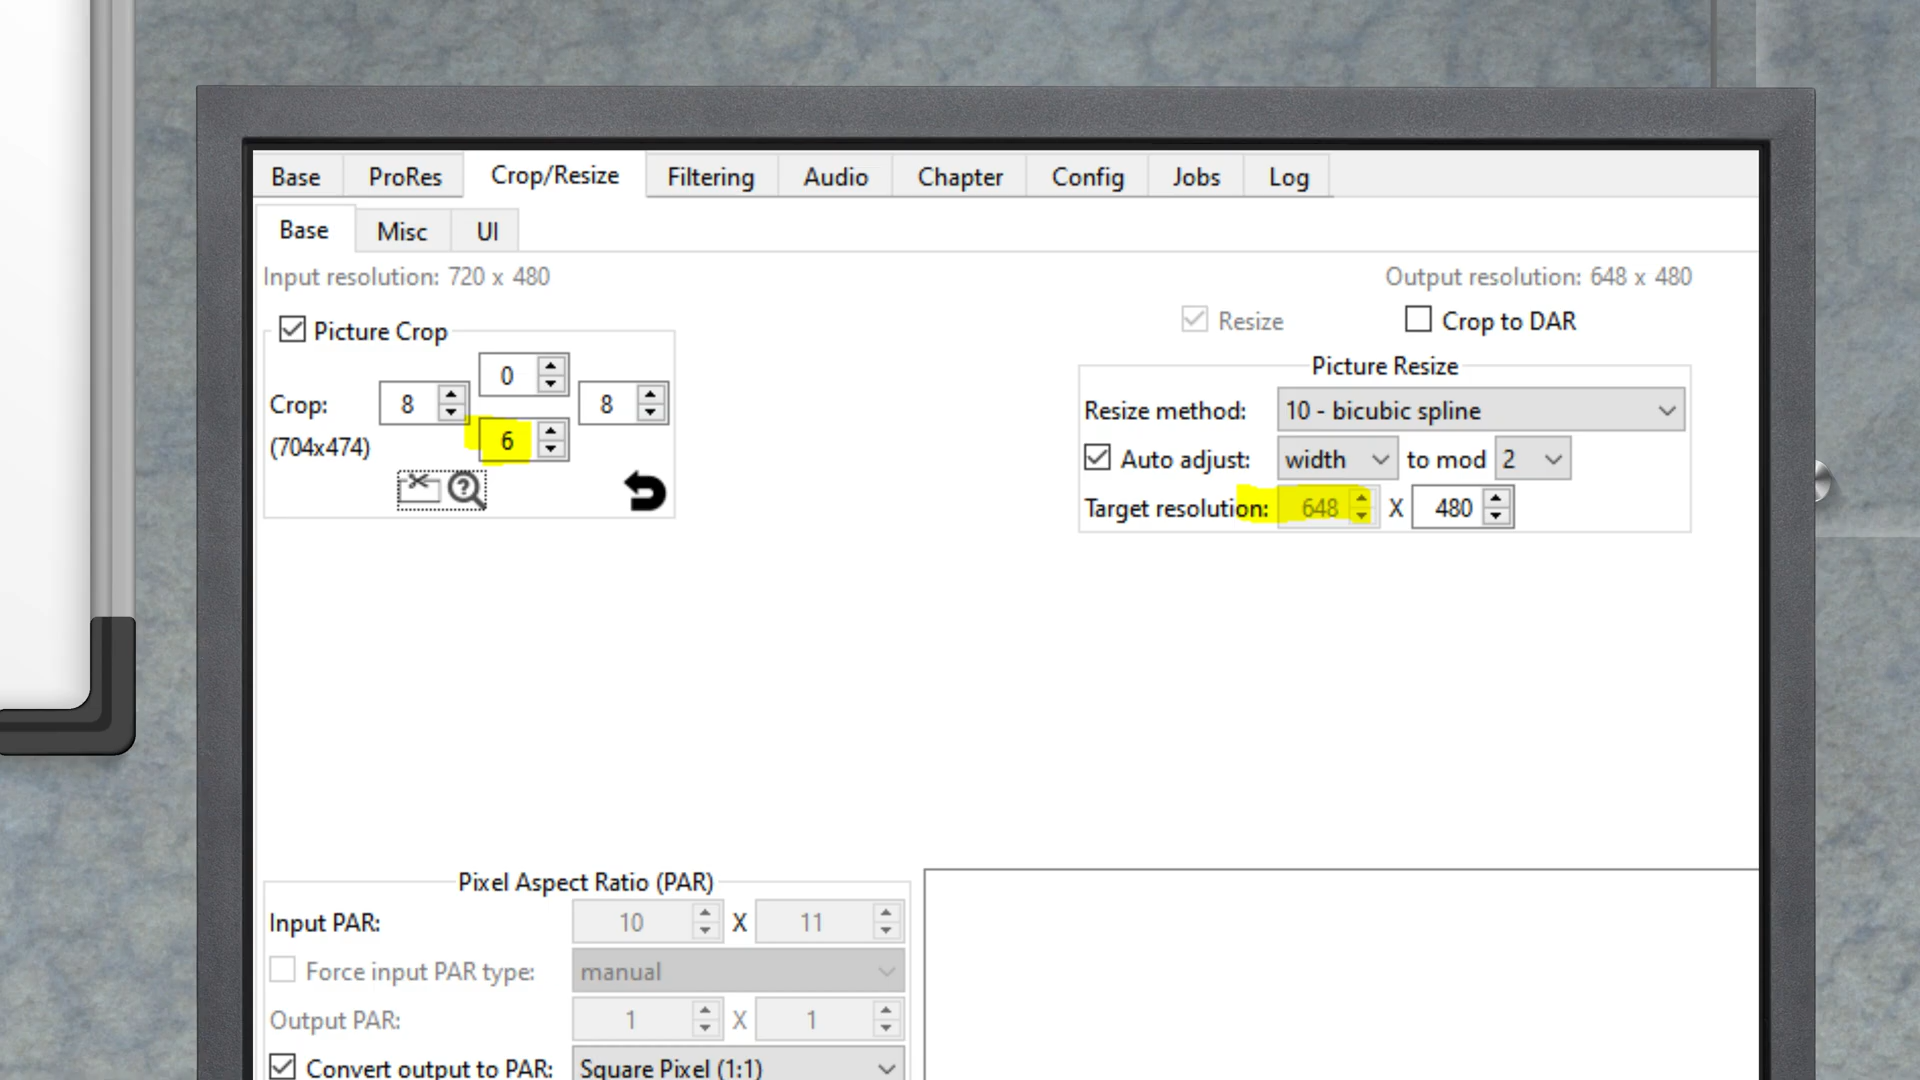 Base ProRes Crop/Resize Filtering Audio Chapter Config Jobs Log
Base Misc UI
Input resolution: 720 x 480
Output resolution: 648 x 480
Picture Crop
Resize
Crop to DAR
0
Crop: 8 8
(704x474) 6
Picture Resize
Resize method: 10 - bicubic spline
Auto adjust: width to mod 2
Target resolution: 648 X 480
Pixel Aspect Ratio (PAR)
Input PAR: 10 X 11
Force input PAR type: manual
Output PAR: 1 X 1
Convert output to PAR: Square Pixel (1:1)